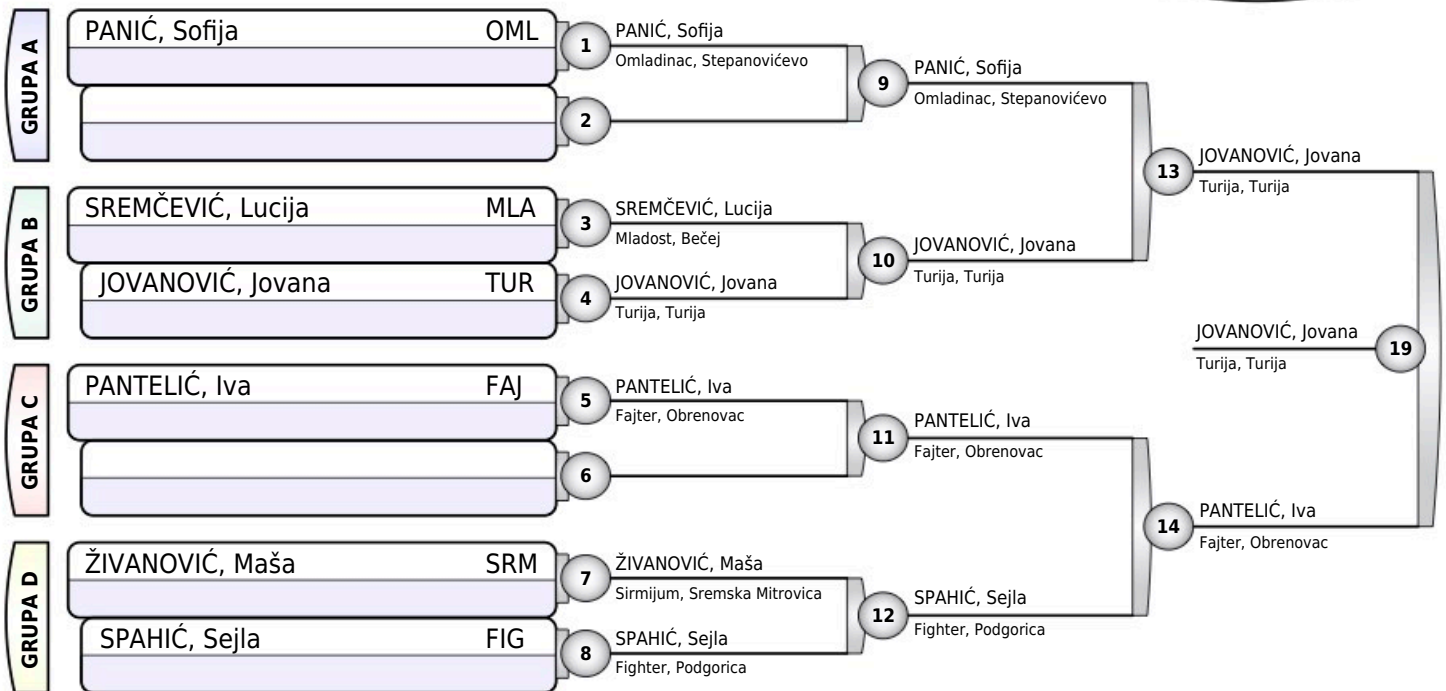 GRUPA A
PANIĆ, Sofija OML
1
PANIĆ, Sofija
Omladinac, Stepanovićevo
2
9
PANIĆ, Sofija
Omladinac, Stepanovićevo
GRUPA B
SREMČEVIĆ, Lucija MLA
3
SREMČEVIĆ, Lucija
Mladost, Bečej
JOVANOVIĆ, Jovana TUR
4
JOVANOVIĆ, Jovana
Turija, Turija
10
JOVANOVIĆ, Jovana
Turija, Turija
13
JOVANOVIĆ, Jovana
Turija, Turija
GRUPA C
PANTELIĆ, Iva FAJ
5
PANTELIĆ, Iva
Fajter, Obrenovac
6
11
PANTELIĆ, Iva
Fajter, Obrenovac
GRUPA D
ŽIVANOVIĆ, Maša SRM
7
ŽIVANOVIĆ, Maša
Sirmijum, Sremska Mitrovica
SPAHIĆ, Sejla FIG
8
SPAHIĆ, Sejla
Fighter, Podgorica
12
SPAHIĆ, Sejla
Fighter, Podgorica
14
PANTELIĆ, Iva
Fajter, Obrenovac
JOVANOVIĆ, Jovana
Turija, Turija
19